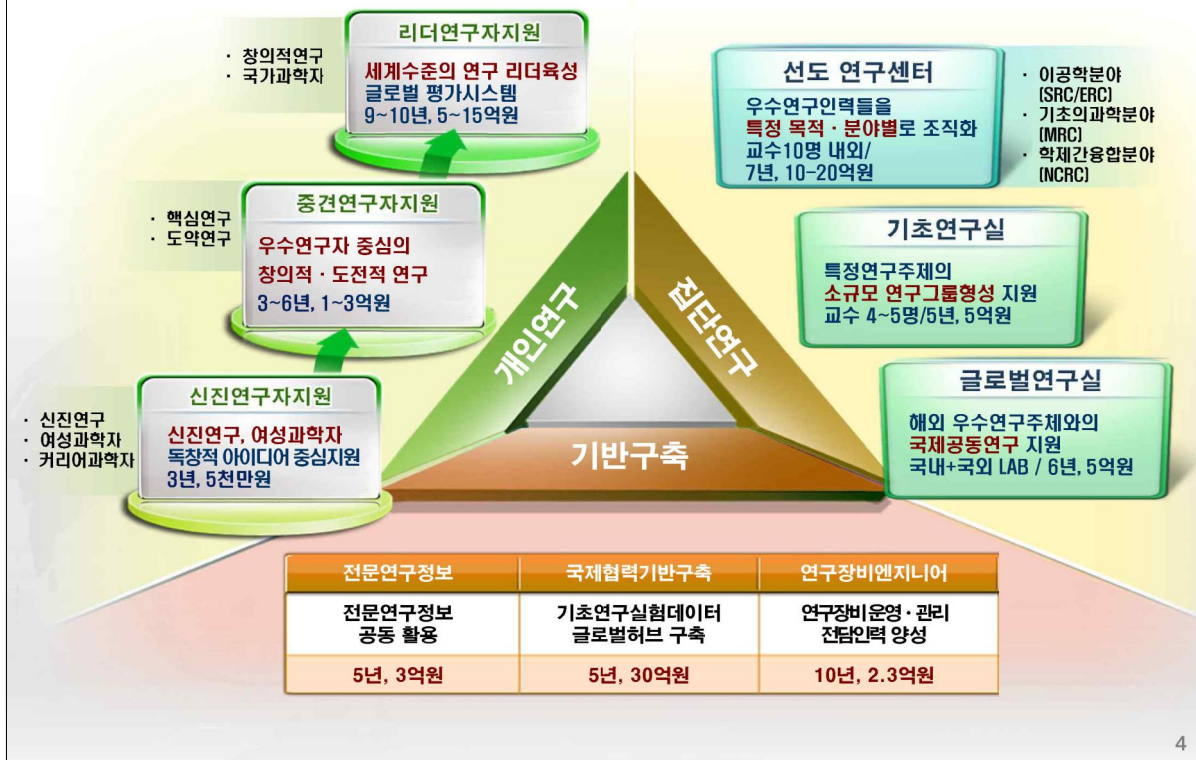 리더연구자지원
· 창의적연구
· 국가과학자
세계수준의 연구 리더육성
글로벌 평가시스템
9~10년, 5~15억원
중견연구자지원
· 핵심연구
· 도약연구
우수연구자 중심의
창의적 · 도전적 연구
3~6년, 1~3억원
신진연구자지원
· 신진연구
· 여성과학자
· 커리어과학자
신진연구, 여성과학자
독창적 아이디어 중심지원
3년, 5천만원
개인연구
집단연구
기반구축
선도 연구센터
우수연구인력들을
특정 목적 · 분야별로 조직화
교수10명 내외/
7년, 10-20억원
· 이공학분야
(SRC/ERC)
· 기초의과학분야
(MRC)
· 학제간융합분야
(NCRC)
기초연구실
특정연구주제의
소규모 연구그룹형성 지원
교수 4~5명/5년, 5억원
글로벌연구실
해외 우수연구주체와의
국제공동연구 지원
국내+국외 LAB / 6년, 5억원
전문연구정보 국제협력기반구축 연구장비엔지니어
전문연구정보 기초연구실험데이터 연구장비 운영 · 관리
공동 활용 글로벌허브 구축 전담인력 양성
5년, 3억원 5년, 30억원 10년, 2.3억원
4